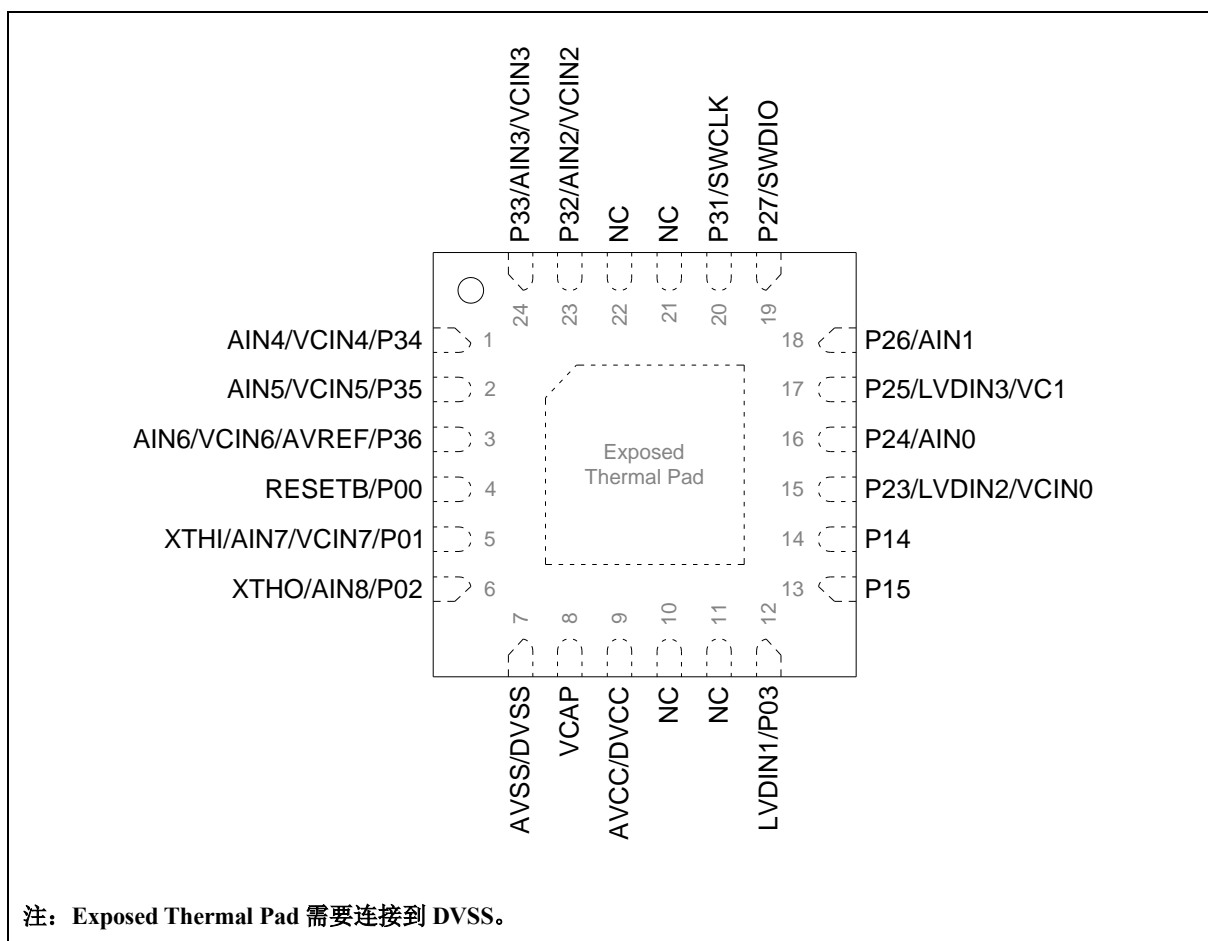 P33/AIN3/VCIN3
P32/AIN2/VCIN2
NC
NC
P31/SWCLK
P27/SWDIO
24
23
22
21
20
19
AIN4/VCIN4/P34
1
AIN5/VCIN5/P35
2
AIN6/VCIN6/AVREF/P36
3
RESETB/P00
4
XTHI/AIN7/VCIN7/P01
5
XTHO/AIN8/P02
6
Exposed
Thermal Pad
18
P26/AIN1
17
P25/LVDIN3/VC1
16
P24/AIN0
15
P23/LVDIN2/VCIN0
14
P14
13
P15
7
8
9
10
11
12
AVSS/DVSS
VCAP
AVCC/DVCC
NC
NC
LVDIN1/P03
注：Exposed Thermal Pad 需要连接到 DVSS。